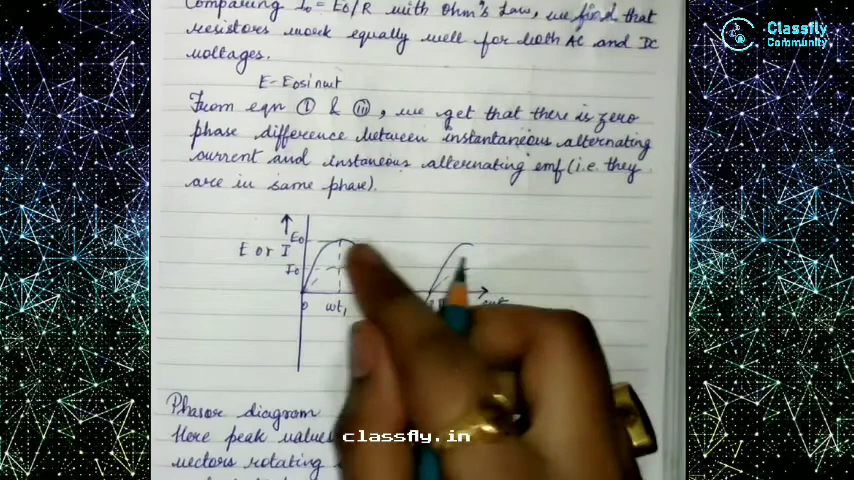 Comparing I₀ = E₀/R with Ohm's Law, we find that
resistors work equally well for both AC and DC
voltages.
E = E₀sinωt
From eqn (i) & (ii), we get that there is zero
phase difference between instantaneous alternating
current and instaneous alternating emf (i.e. they
are in same phase).
E₀
E or I
I₀
0 ωt₁ ωt
Phasor diagram
Here peak values
vectors rotating
Classfly
Community
classfly.in